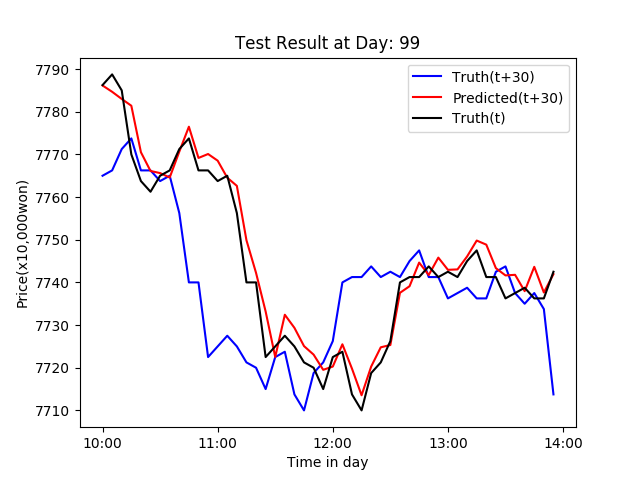 Test Result at Day: 99
Truth(t+30)
Predicted(t+30)
Truth(t)
Price(x10,000won)
7790
7780
7770
7760
7750
7740
7730
7720
7710
10:00 11:00 12:00 13:00 14:00
Time in day